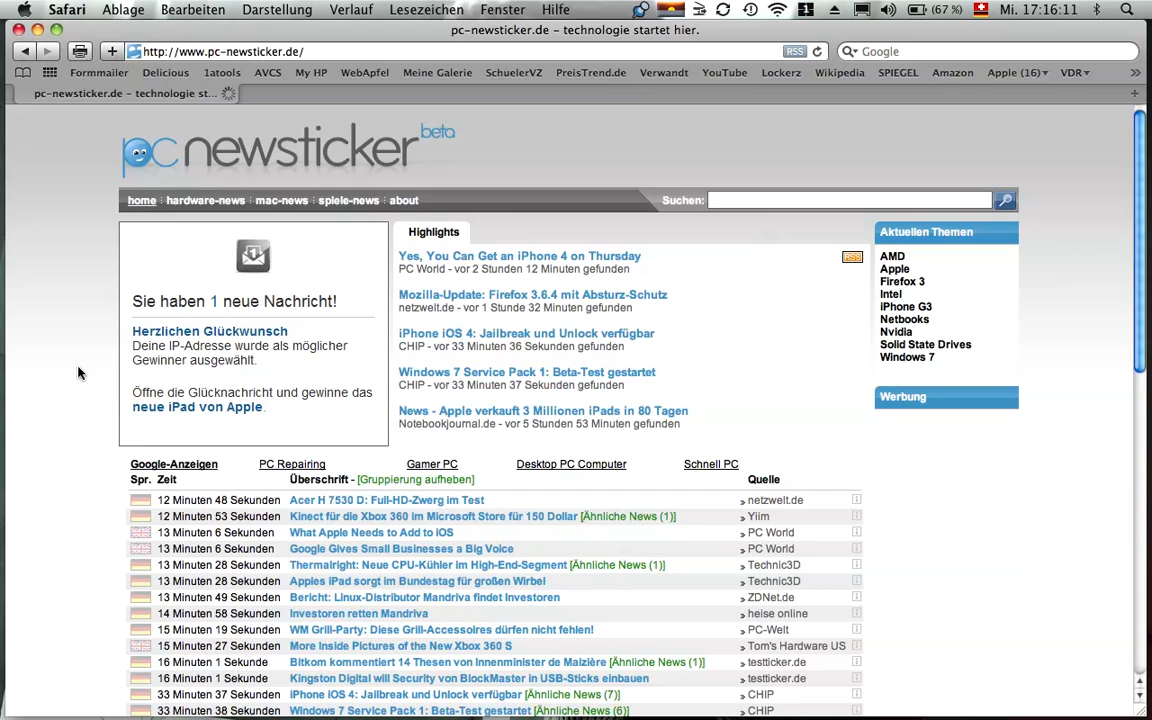 Safari Ablage Bearbeiten Darstellung Verlauf Lesezeichen Fenster Hilfe (67 %) Mi. 17:16:11
pc-newsticker.de – technologie startet hier.
http://www.pc-newsticker.de/ RSS Google
Formmailer Delicious 1atools AVCS My HP WebApfel Meine Galerie SchuelerVZ PreisTrend.de Verwandt YouTube Lockerz Wikipedia SPIEGEL Amazon Apple (16) VDR
pc-newsticker.de – technologie st...
pc newsticker beta
home hardware-news mac-news spiele-news about Suchen:
Sie haben 1 neue Nachricht!
Herzlichen Glückwunsch
Deine IP-Adresse wurde als möglicher
Gewinner ausgewählt.
Öffne die Glücknachricht und gewinne das
neue iPad von Apple.
Highlights
Yes, You Can Get an iPhone 4 on Thursday RSS
PC World - vor 2 Stunden 12 Minuten gefunden
Mozilla-Update: Firefox 3.6.4 mit Absturz-Schutz
netzwelt.de - vor 1 Stunde 32 Minuten gefunden
iPhone iOS 4: Jailbreak und Unlock verfügbar
CHIP - vor 33 Minuten 36 Sekunden gefunden
Windows 7 Service Pack 1: Beta-Test gestartet
CHIP - vor 33 Minuten 37 Sekunden gefunden
News - Apple verkauft 3 Millionen iPads in 80 Tagen
Notebookjournal.de - vor 5 Stunden 53 Minuten gefunden
Aktuellen Themen
AMD
Apple
Firefox 3
Intel
iPhone G3
Netbooks
Nvidia
Solid State Drives
Windows 7
Werbung
Google-Anzeigen PC Repairing Gamer PC Desktop PC Computer Schnell PC
Spr. Zeit Überschrift - [Gruppierung aufheben] Quelle
12 Minuten 48 Sekunden Acer H 7530 D: Full-HD-Zwerg im Test » netzwelt.de
12 Minuten 53 Sekunden Kinect für die Xbox 360 im Microsoft Store für 150 Dollar [Ähnliche News (1)] » Yiim
13 Minuten 6 Sekunden What Apple Needs to Add to iOS » PC World
13 Minuten 6 Sekunden Google Gives Small Businesses a Big Voice » PC World
13 Minuten 28 Sekunden Thermalright: Neue CPU-Kühler im High-End-Segment [Ähnliche News (1)] » Technic3D
13 Minuten 28 Sekunden Apples iPad sorgt im Bundestag für großen Wirbel » Technic3D
13 Minuten 49 Sekunden Bericht: Linux-Distributor Mandriva findet Investoren » ZDNet.de
14 Minuten 58 Sekunden Investoren retten Mandriva » heise online
15 Minuten 19 Sekunden WM Grill-Party: Diese Grill-Accessoires dürfen nicht fehlen! » PC-Welt
15 Minuten 27 Sekunden More Inside Pictures of the New Xbox 360 S » Tom's Hardware US
16 Minuten 1 Sekunde Bitkom kommentiert 14 Thesen von Innenminister de Maizière [Ähnliche News (1)] » testticker.de
16 Minuten 1 Sekunde Kingston Digital will Security von BlockMaster in USB-Sticks einbauen » testticker.de
33 Minuten 37 Sekunden iPhone iOS 4: Jailbreak und Unlock verfügbar [Ähnliche News (7)] » CHIP
33 Minuten 38 Sekunden Windows 7 Service Pack 1: Beta-Test gestartet [Ähnliche News (6)] » CHIP